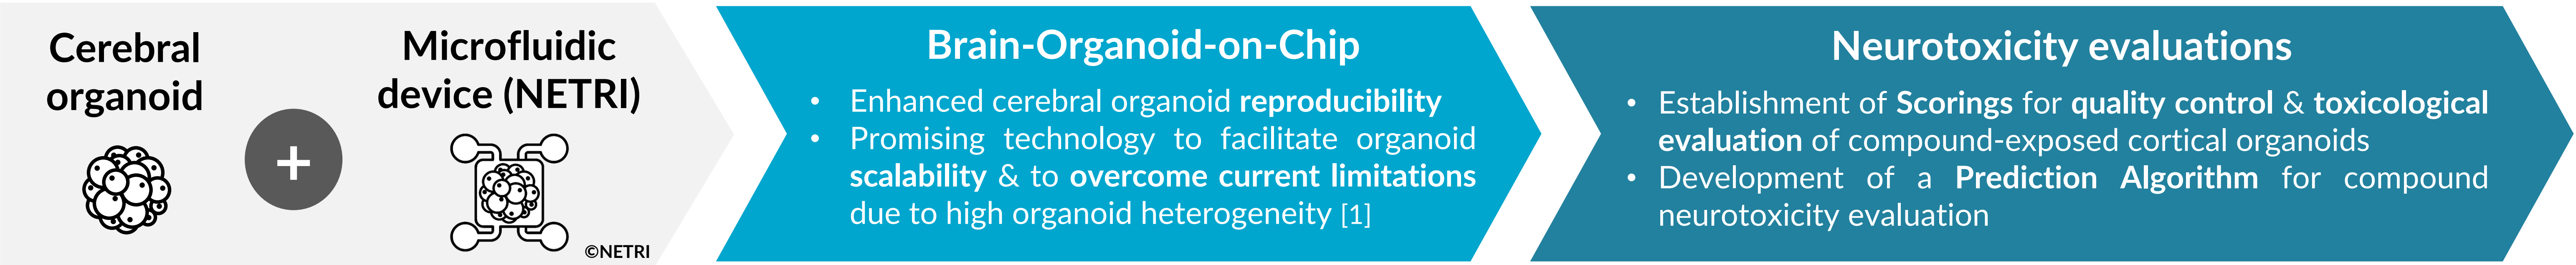 Cerebral
organoid
+
Microfluidic
device (NETRI)
©NETRI
Brain-Organoid-on-Chip
• Enhanced cerebral organoid reproducibility
• Promising technology to facilitate organoid
scalability & to overcome current limitations
due to high organoid heterogeneity [1]
Neurotoxicity evaluations
• Establishment of Scorings for quality control & toxicological
evaluation of compound-exposed cortical organoids
• Development of a Prediction Algorithm for compound
neurotoxicity evaluation